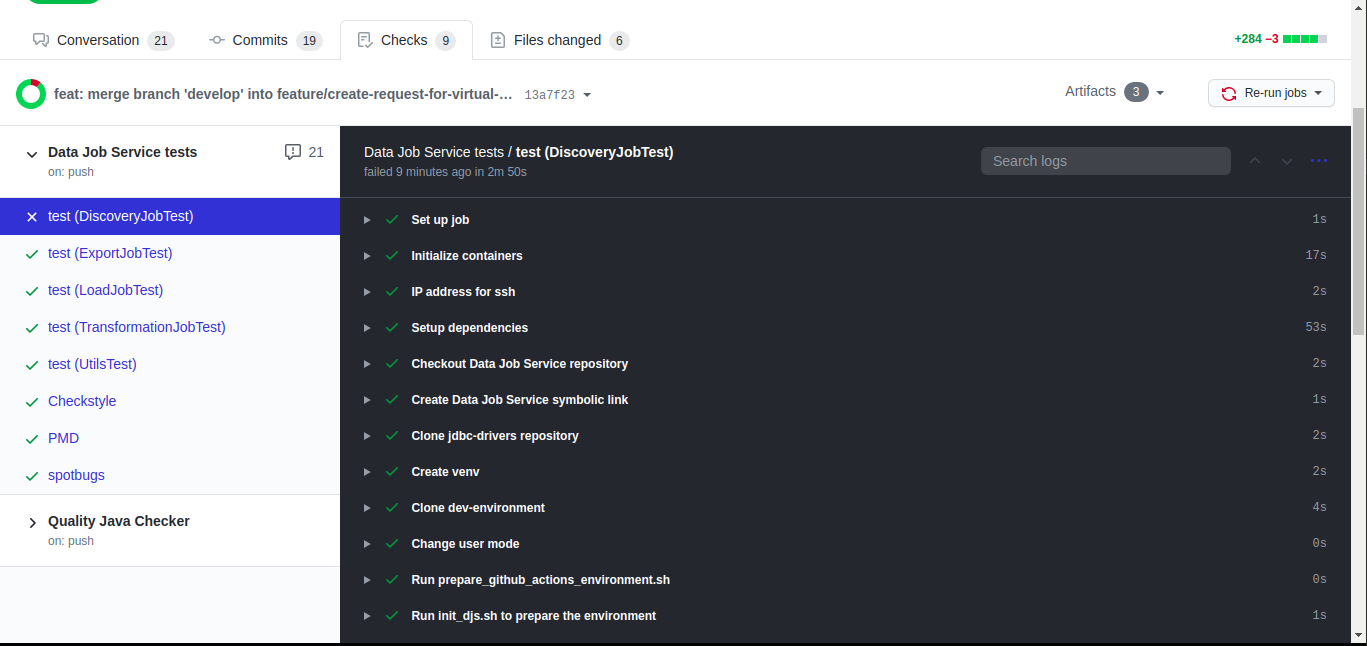 Conversation 21 Commits 19 Checks 9 Files changed 6 +284 −3
feat: merge branch 'develop' into feature/create-request-for-virtual-... 13a7f23 Artifacts 3 Re-run jobs
Data Job Service tests 21
on: push
test (DiscoveryJobTest)
test (ExportJobTest)
test (LoadJobTest)
test (TransformationJobTest)
test (UtilsTest)
Checkstyle
PMD
spotbugs
Quality Java Checker
on: push
Data Job Service tests / test (DiscoveryJobTest)
failed 9 minutes ago in 2m 50s
Search logs
Set up job 1s
Initialize containers 17s
IP address for ssh 2s
Setup dependencies 53s
Checkout Data Job Service repository 2s
Create Data Job Service symbolic link 1s
Clone jdbc-drivers repository 2s
Create venv 2s
Clone dev-environment 4s
Change user mode 0s
Run prepare_github_actions_environment.sh 0s
Run init_djs.sh to prepare the environment 1s